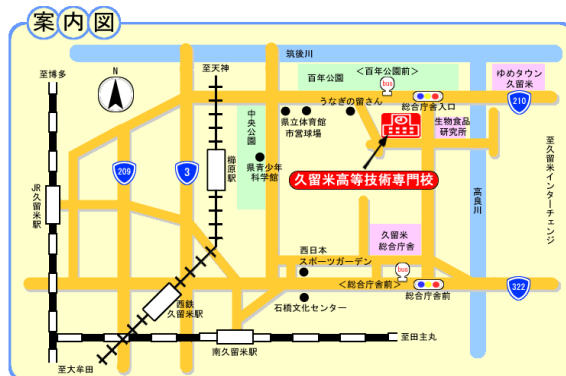 案内図
筑後川
至博多
N
至天神
百年公園
<百年公園前>
bus
ゆめタウン
久留米
うなぎの留さん
総合庁舎入口
210
県立体育館
市営球場
生物食品
研究所
中央公園
県青少年
科学館
209
3
櫛原駅
久留米高等技術専門校
至久留米インターチェンジ
JR久留米駅
高良川
久留米
総合庁舎
西日本
スポーツガーデン
bus
<総合庁舎前>
総合庁舎前
322
西鉄
久留米駅
石橋文化センター
南久留米駅
至田主丸
至大牟田